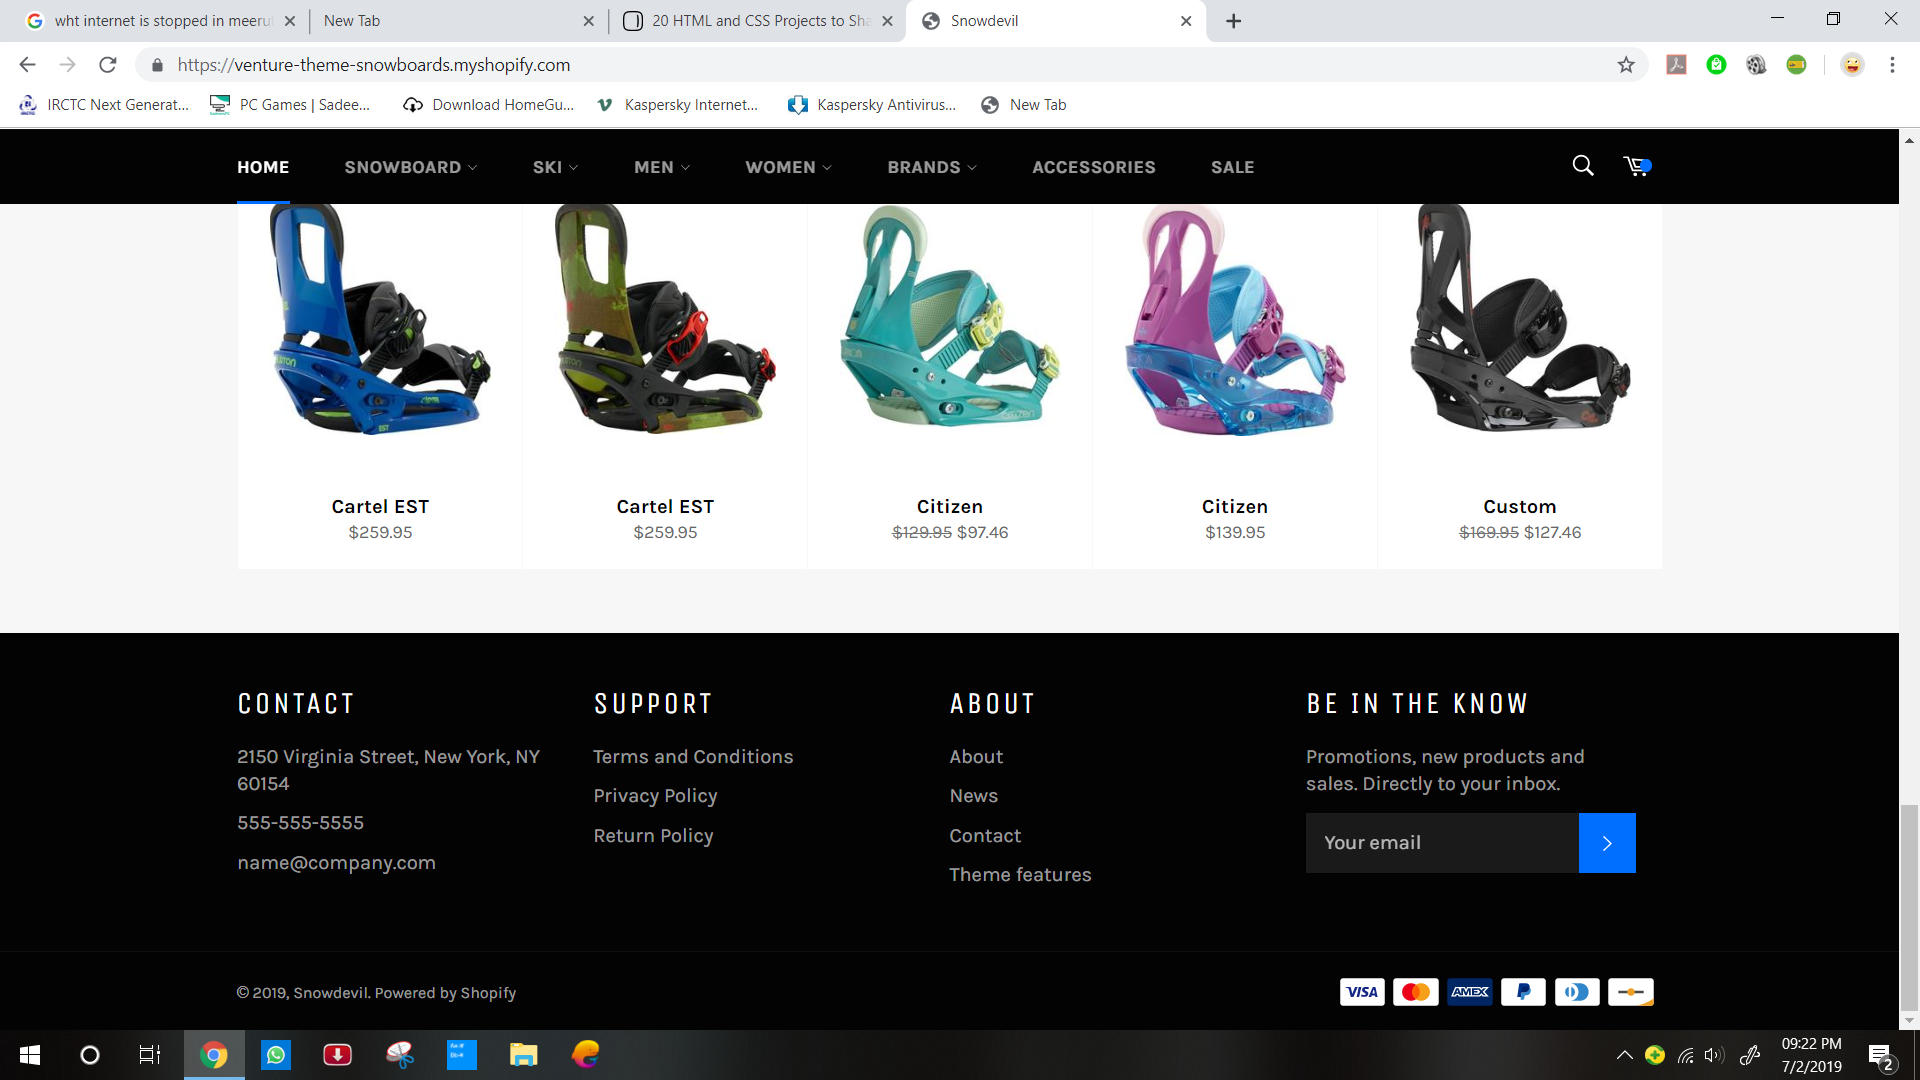 wht internet is stopped in meeru
New Tab
20 HTML and CSS Projects to Sha
Snowdevil
https://venture-theme-snowboards.myshopify.com
IRCTC Next Generat...
PC Games | Sadee...
Download HomeGu...
Kaspersky Internet...
Kaspersky Antivirus...
New Tab
HOME
SNOWBOARD
SKI
MEN
WOMEN
BRANDS
ACCESSORIES
SALE
Cartel EST
$259.95
Cartel EST
$259.95
Citizen
$129.95 $97.46
Citizen
$139.95
Custom
$169.95 $127.46
CONTACT
2150 Virginia Street, New York, NY
60154
555-555-5555
name@company.com
SUPPORT
Terms and Conditions
Privacy Policy
Return Policy
ABOUT
About
News
Contact
Theme features
BE IN THE KNOW
Promotions, new products and
sales. Directly to your inbox.
Your email
© 2019, Snowdevil. Powered by Shopify
VISA
AMEX
09:22 PM
7/2/2019
2